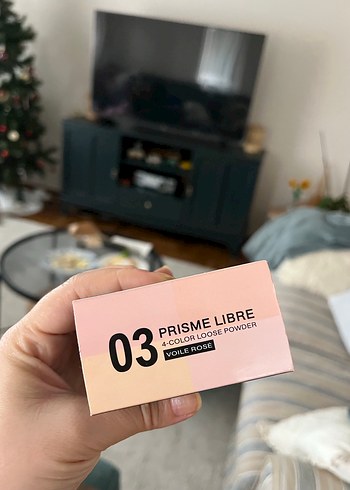 03
PRISME LIBRE
4-COLOR LOOSE POWDER
VOILE ROSÉ